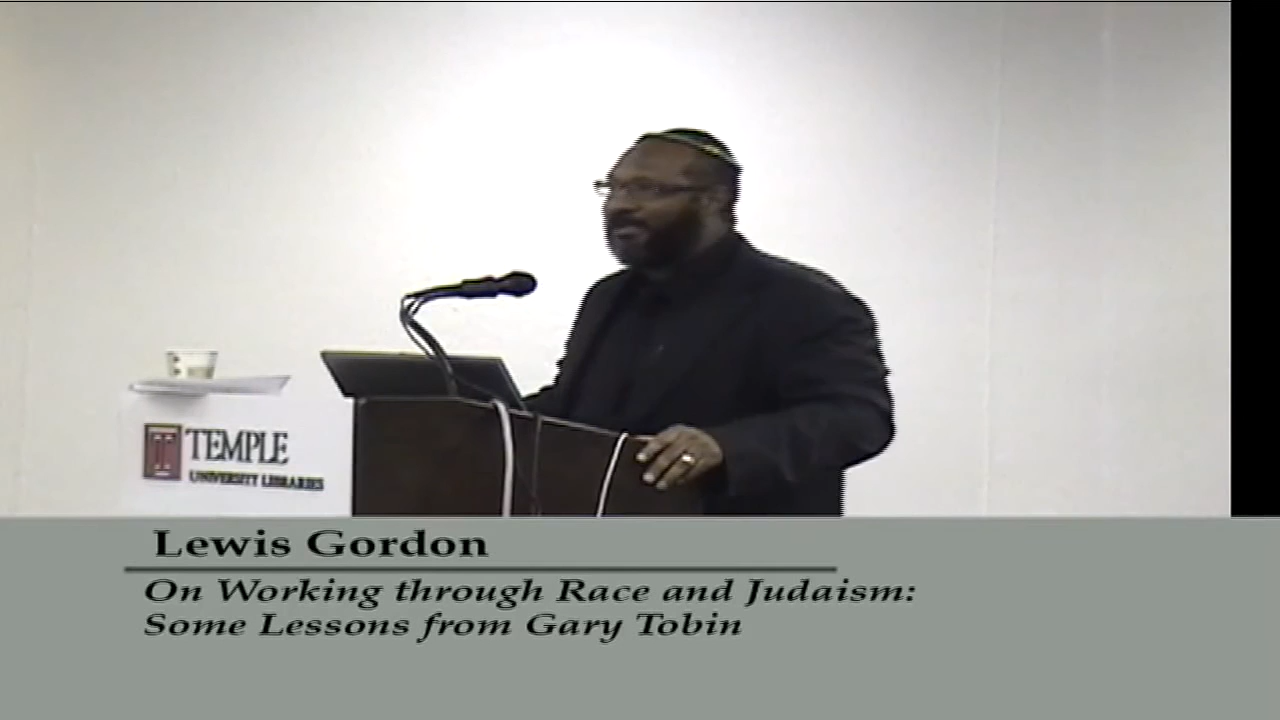 TEMPLE
UNIVERSITY LIBRARIES
Lewis Gordon
On Working through Race and Judaism:
Some Lessons from Gary Tobin